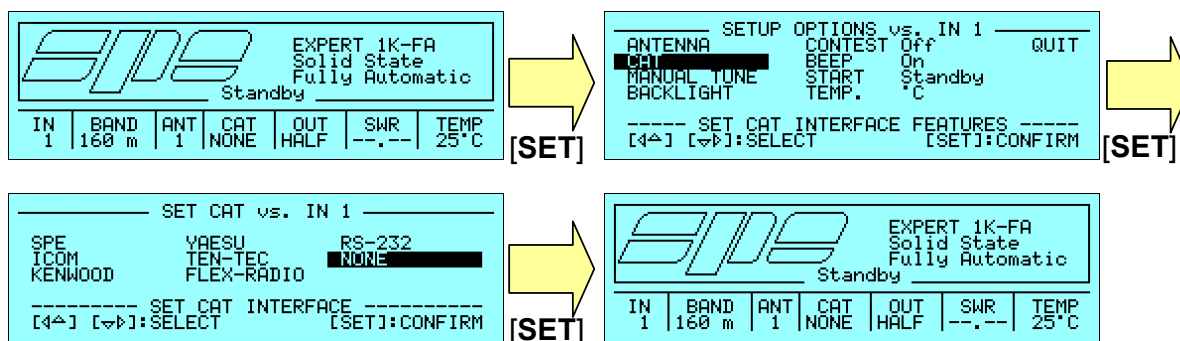 EXPERT 1K-FA
Solid State
Fully Automatic
Standby
IN BAND ANT CAT OUT SWR TEMP
1 160 m 1 NONE HALF --.-- 25°C
[SET]
SETUP OPTIONS vs. IN 1
ANTENNA CONTEST Off QUIT
CAT BEEP On
MANUAL TUNE START Standby
BACKLIGHT TEMP. °C
----- SET CAT INTERFACE FEATURES -----
[◁△] [▽▷]:SELECT [SET]:CONFIRM
[SET]
SET CAT vs. IN 1
SPE YAESU RS-232
ICOM TEN-TEC NONE
KENWOOD FLEX-RADIO
--------- SET CAT INTERFACE ----------
[◁△] [▽▷]:SELECT [SET]:CONFIRM
[SET]
EXPERT 1K-FA
Solid State
Fully Automatic
Standby
IN BAND ANT CAT OUT SWR TEMP
1 160 m 1 NONE HALF --.-- 25°C